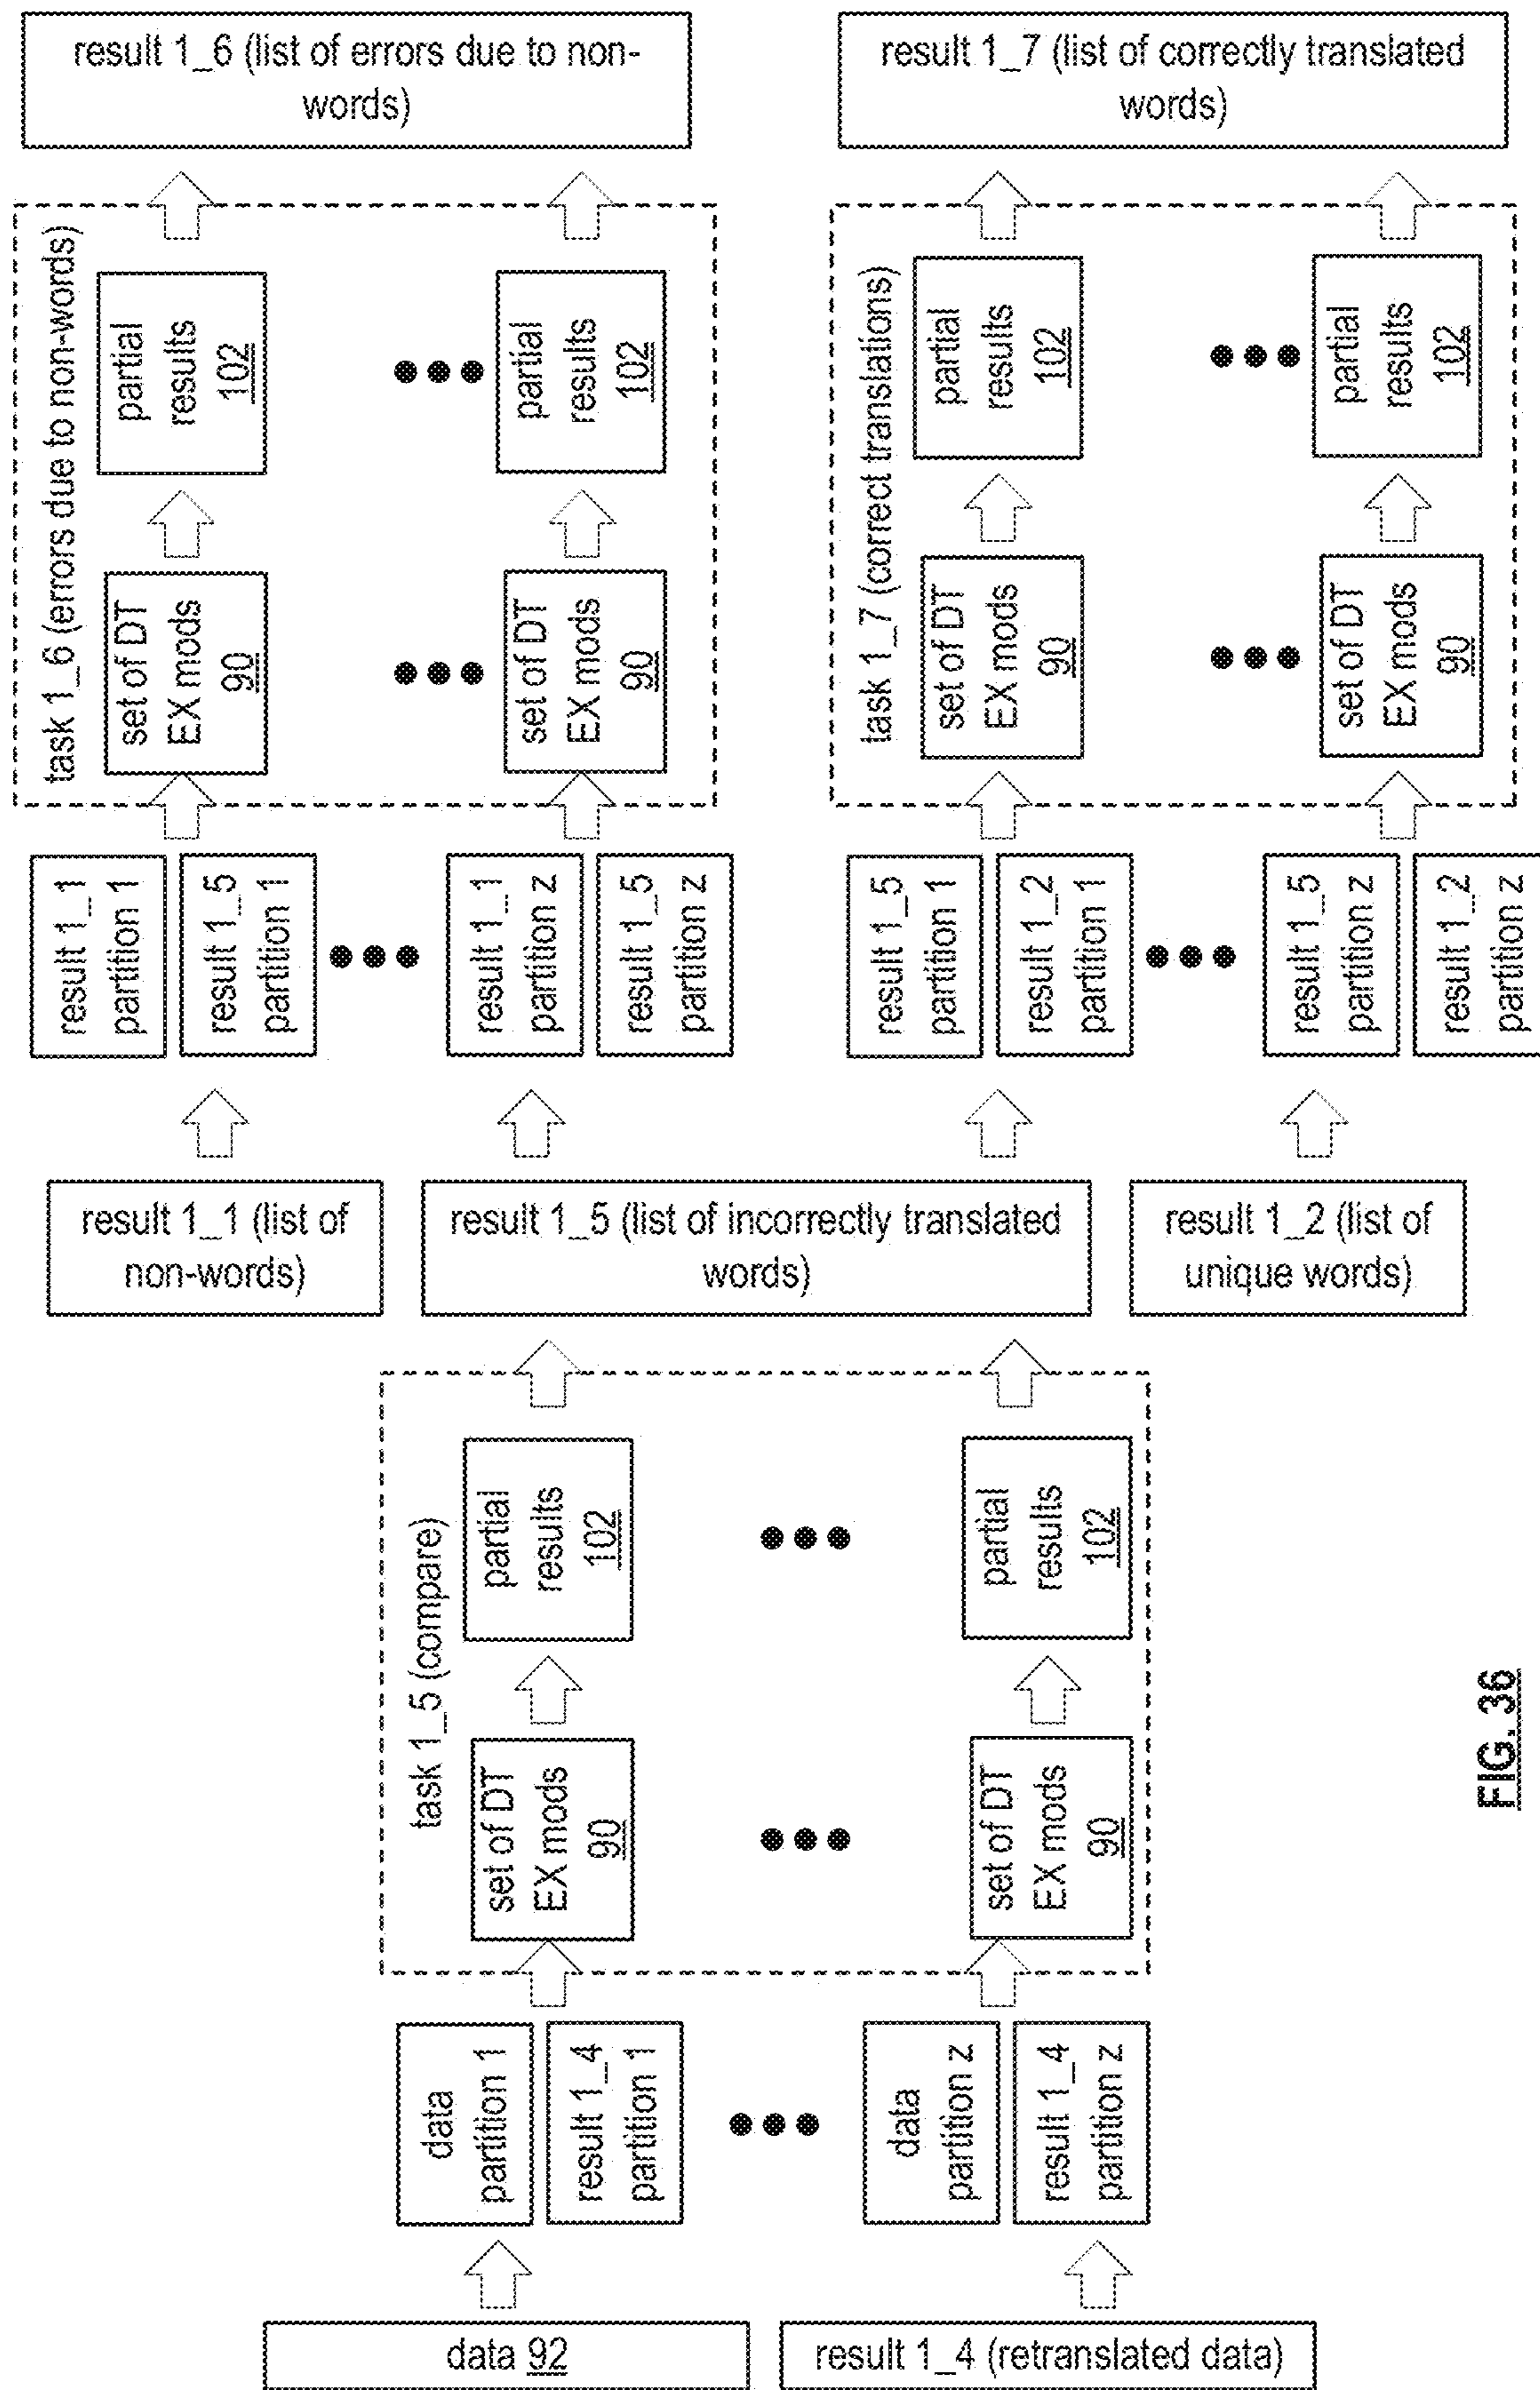 data 92
result 1_4 (retranslated data)
data
partition 1
result 1_4
partition 1
data
partition z
result 1_4
partition z
task 1_5 (compare)
set of DT
EX mods
90
partial
results
102
set of DT
EX mods
90
partial
results
102
result 1_1 (list of
non-words)
result 1_5 (list of incorrectly translated
words)
result 1_2 (list of
unique words)
result 1_1
partition 1
result 1_5
partition 1
result 1_1
partition z
result 1_5
partition z
task 1_6 (errors due to non-words)
set of DT
EX mods
90
partial
results
102
set of DT
EX mods
90
partial
results
102
result 1_6 (list of errors due to non-
words)
result 1_5
partition 1
result 1_2
partition 1
result 1_5
partition z
result 1_2
partition z
task 1_7 (correct translations)
set of DT
EX mods
90
partial
results
102
set of DT
EX mods
90
partial
results
102
result 1_7 (list of correctly translated
words)
FIG. 36